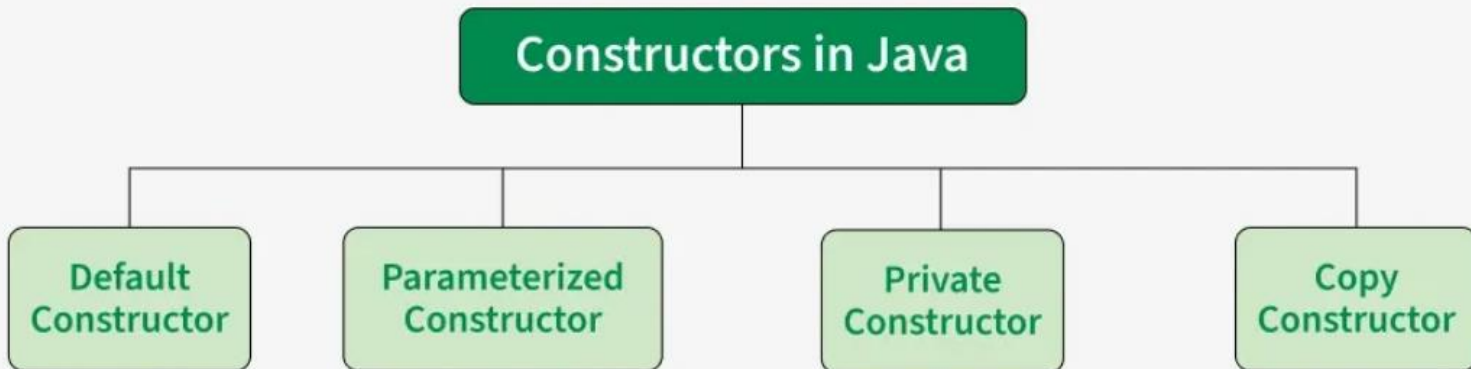 Constructors in Java
Default
Constructor
Parameterized
Constructor
Private
Constructor
Copy
Constructor